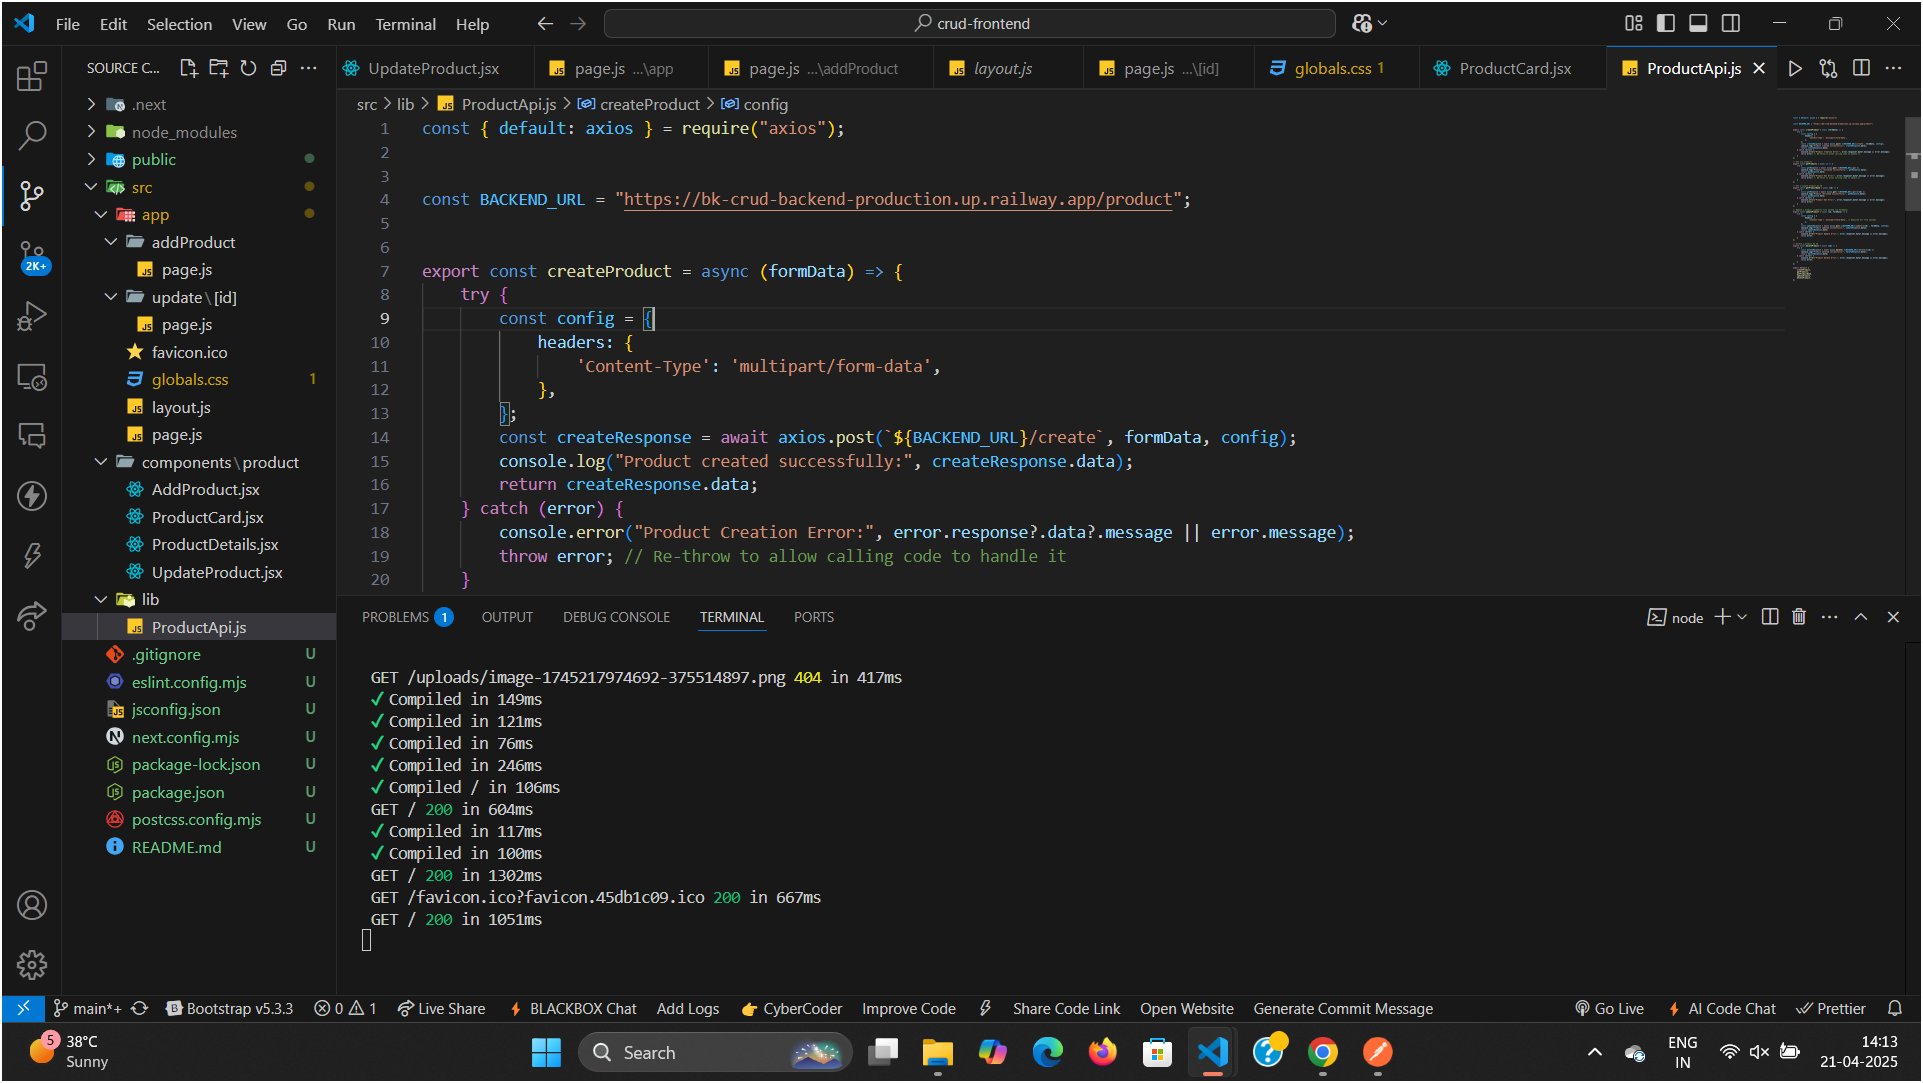 File Edit Selection View Go Run Terminal Help
crud-frontend
SOURCE C...
UpdateProduct.jsx
page.js ...\app
page.js ...\addProduct
layout.js
page.js ...\[id]
globals.css 1
ProductCard.jsx
ProductApi.js
src > lib > ProductApi.js > createProduct > config
.next
node_modules
public
src
app
addProduct
page.js
update\[id]
page.js
favicon.ico
globals.css 1
layout.js
page.js
components\product
AddProduct.jsx
ProductCard.jsx
ProductDetails.jsx
UpdateProduct.jsx
lib
ProductApi.js
.gitignore U
eslint.config.mjs U
jsconfig.json U
next.config.mjs U
package-lock.json U
package.json U
postcss.config.mjs U
README.md U
2K+
1 const { default: axios } = require("axios");
2
3
4 const BACKEND_URL = "https://bk-crud-backend-production.up.railway.app/product";
5
6
7 export const createProduct = async (formData) => {
8 try {
9 const config = {
10 headers: {
11 'Content-Type': 'multipart/form-data',
12 },
13 };
14 const createResponse = await axios.post(`${BACKEND_URL}/create`, formData, config);
15 console.log("Product created successfully:", createResponse.data);
16 return createResponse.data;
17 } catch (error) {
18 console.error("Product Creation Error:", error.response?.data?.message || error.message);
19 throw error; // Re-throw to allow calling code to handle it
20 }
PROBLEMS 1 OUTPUT DEBUG CONSOLE TERMINAL PORTS
node
GET /uploads/image-1745217974692-375514897.png 404 in 417ms
✓ Compiled in 149ms
✓ Compiled in 121ms
✓ Compiled in 76ms
✓ Compiled in 246ms
✓ Compiled / in 106ms
GET / 200 in 604ms
✓ Compiled in 117ms
✓ Compiled in 100ms
GET / 200 in 1302ms
GET /favicon.ico?favicon.45db1c09.ico 200 in 667ms
GET / 200 in 1051ms
main*+ Bootstrap v5.3.3 0 1 Live Share BLACKBOX Chat Add Logs CyberCoder Improve Code Share Code Link Open Website Generate Commit Message Go Live AI Code Chat Prettier
5
38°C
Sunny
Search
ENG
IN
14:13
21-04-2025